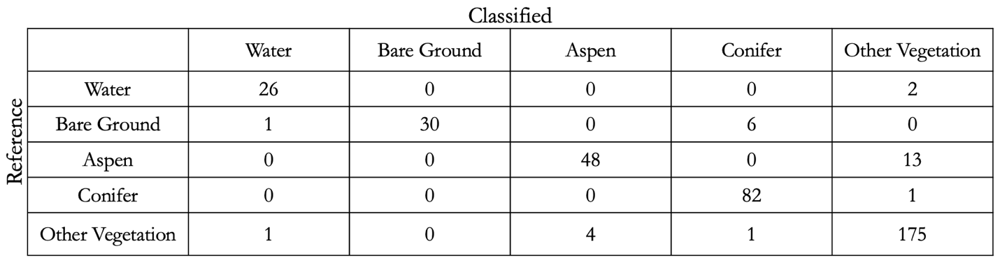 Classified
Water Bare Ground Aspen Conifer Other Vegetation
Reference
Water 26 0 0 0 2
Bare Ground 1 30 0 6 0
Aspen 0 0 48 0 13
Conifer 0 0 0 82 1
Other Vegetation 1 0 4 1 175